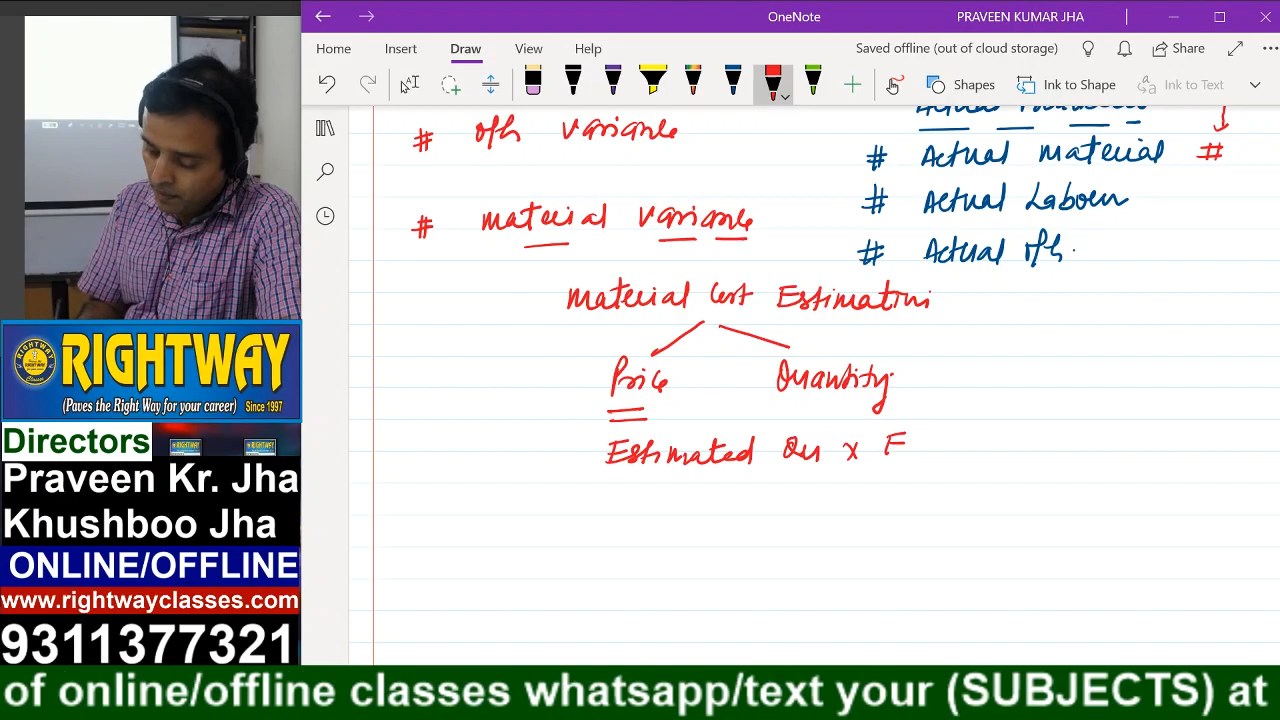 OneNote
PRAVEEN KUMAR JHA
Home Insert Draw View Help
Saved offline (out of cloud storage)
Share
Shapes
Ink to Shape
Ink to Text
# o/h variance
# Actual material #
# Actual Labour
# Actual o/h
# material variance
Material Cost Estimation
Price Quantity
Estimated Qu x E
RIGHTWAY
(Paves the Right Way for your career) Since 1997
Directors
Praveen Kr. Jha
Khushboo Jha
ONLINE/OFFLINE
www.rightwayclasses.com
9311377321
of online/offline classes whatsapp/text your (SUBJECTS) at